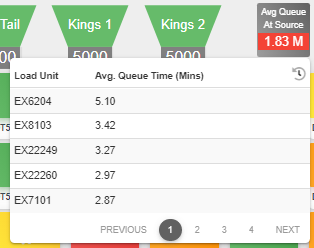 Tail
Kings 1
Kings 2
Avg Queue
At Source
1.83 M
5000
5000
Load Unit Avg. Queue Time (Mins)
EX6204 5.10
EX8103 3.42
EX22249 3.27
EX22260 2.97
EX7101 2.87
PREVIOUS 1 2 3 4 NEXT